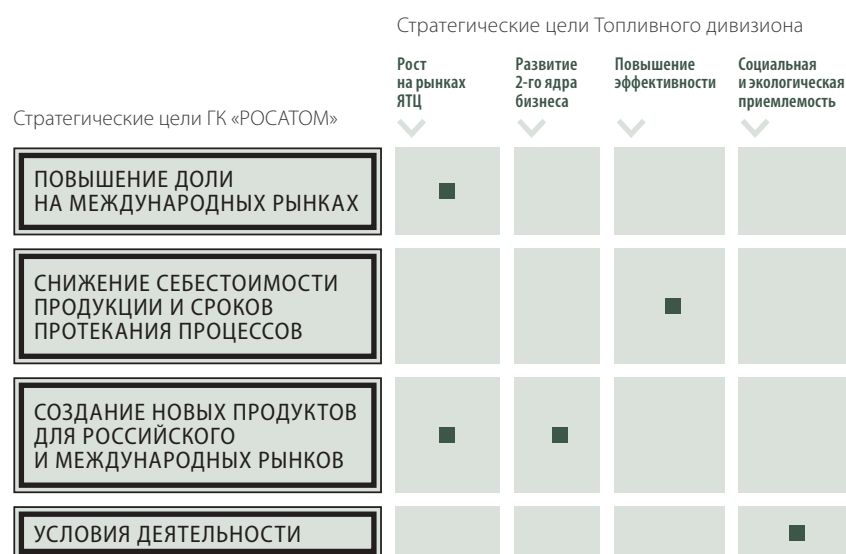 Стратегические цели Топливного дивизиона
Рост
на рынках
ЯТЦ
Развитие
2-го ядра
бизнеса
Повышение
эффективности
Социальная
и экологическая
приемлемость
Стратегические цели ГК «РОСАТОМ»
ПОВЫШЕНИЕ ДОЛИ
НА МЕЖДУНАРОДНЫХ РЫНКАХ
СНИЖЕНИЕ СЕБЕСТОИМОСТИ
ПРОДУКЦИИ И СРОКОВ
ПРОТЕКАНИЯ ПРОЦЕССОВ
СОЗДАНИЕ НОВЫХ ПРОДУКТОВ
ДЛЯ РОССИЙСКОГО
И МЕЖДУНАРОДНЫХ РЫНКОВ
УСЛОВИЯ ДЕЯТЕЛЬНОСТИ